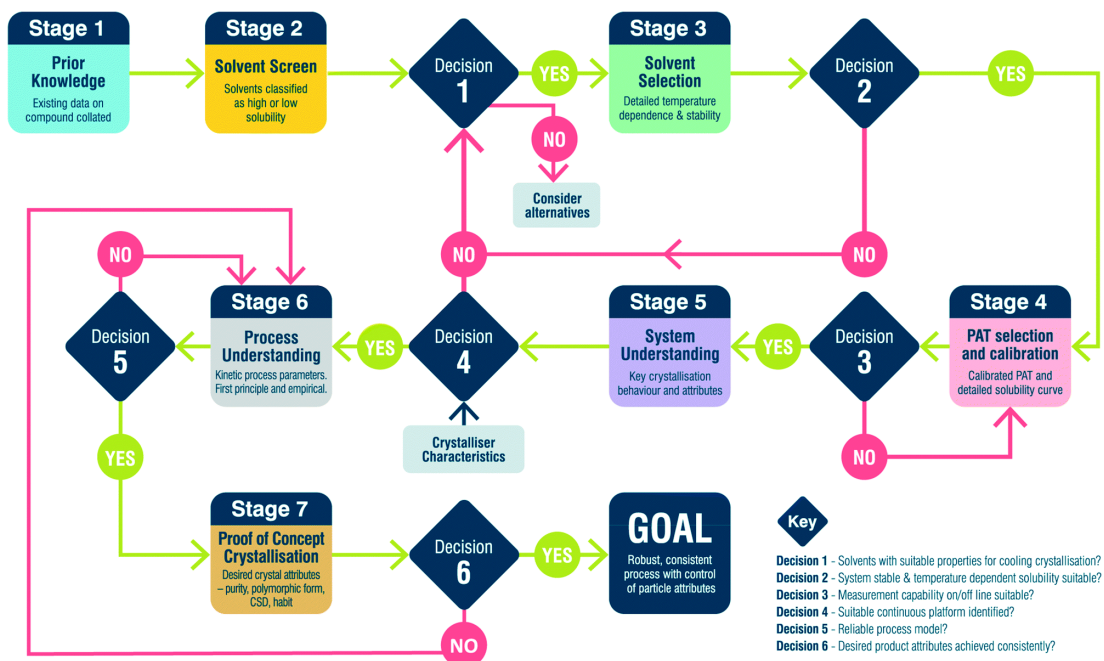 Stage 1
Prior
Knowledge
Existing data on
compound collated
Stage 2
Solvent Screen
Solvents classified
as high or low
solubility
Decision
1
YES
NO
Consider
alternatives
Stage 3
Solvent
Selection
Detailed temperature
dependence & stability
Decision
2
YES
NO
NO
NO
Stage 4
PAT selection
and calibration
Calibrated PAT and
detailed solubility curve
Decision
3
NO
YES
Stage 5
System
Understanding
Key crystallisation
behaviour and attributes
Decision
4
Crystalliser
Characteristics
YES
Stage 6
Process
Understanding
Kinetic process parameters.
First principle and empirical.
Decision
5
YES
Stage 7
Proof of Concept
Crystallisation
Desired crystal attributes
– purity, polymorphic form,
CSD, habit
Decision
6
NO
YES
GOAL
Robust, consistent
process with control
of particle attributes
Key
Decision 1 - Solvents with suitable properties for cooling crystallisation?
Decision 2 - System stable & temperature dependent solubility suitable?
Decision 3 - Measurement capability on/off line suitable?
Decision 4 - Suitable continuous platform identified?
Decision 5 - Reliable process model?
Decision 6 - Desired product attributes achieved consistently?